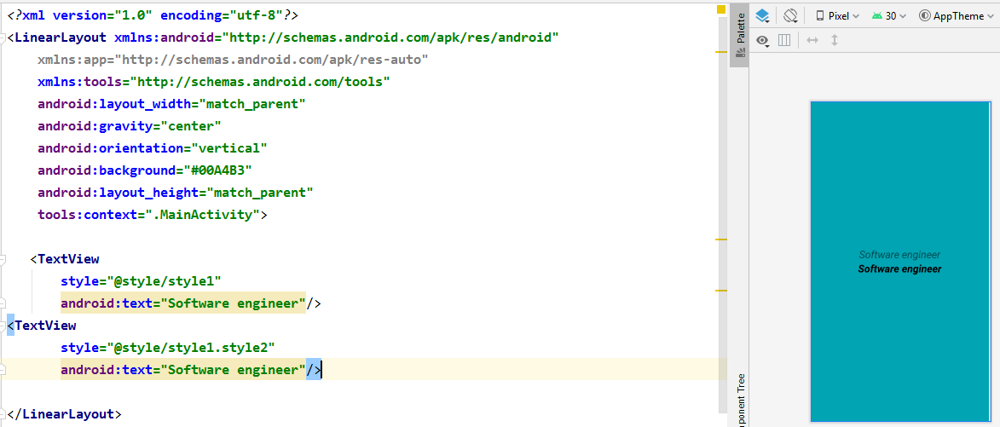 <?xml version="1.0" encoding="utf-8"?>
<LinearLayout xmlns:android="http://schemas.android.com/apk/res/android"
xmlns:app="http://schemas.android.com/apk/res-auto"
xmlns:tools="http://schemas.android.com/tools"
android:layout_width="match_parent"
android:gravity="center"
android:orientation="vertical"
android:background="#00A4B3"
android:layout_height="match_parent"
tools:context=".MainActivity">
<TextView
style="@style/style1"
android:text="Software engineer"/>
<TextView
style="@style/style1.style2"
android:text="Software engineer"/>
</LinearLayout>
Palette
ponent Tree
Pixel 30 AppTheme
Software engineer
Software engineer